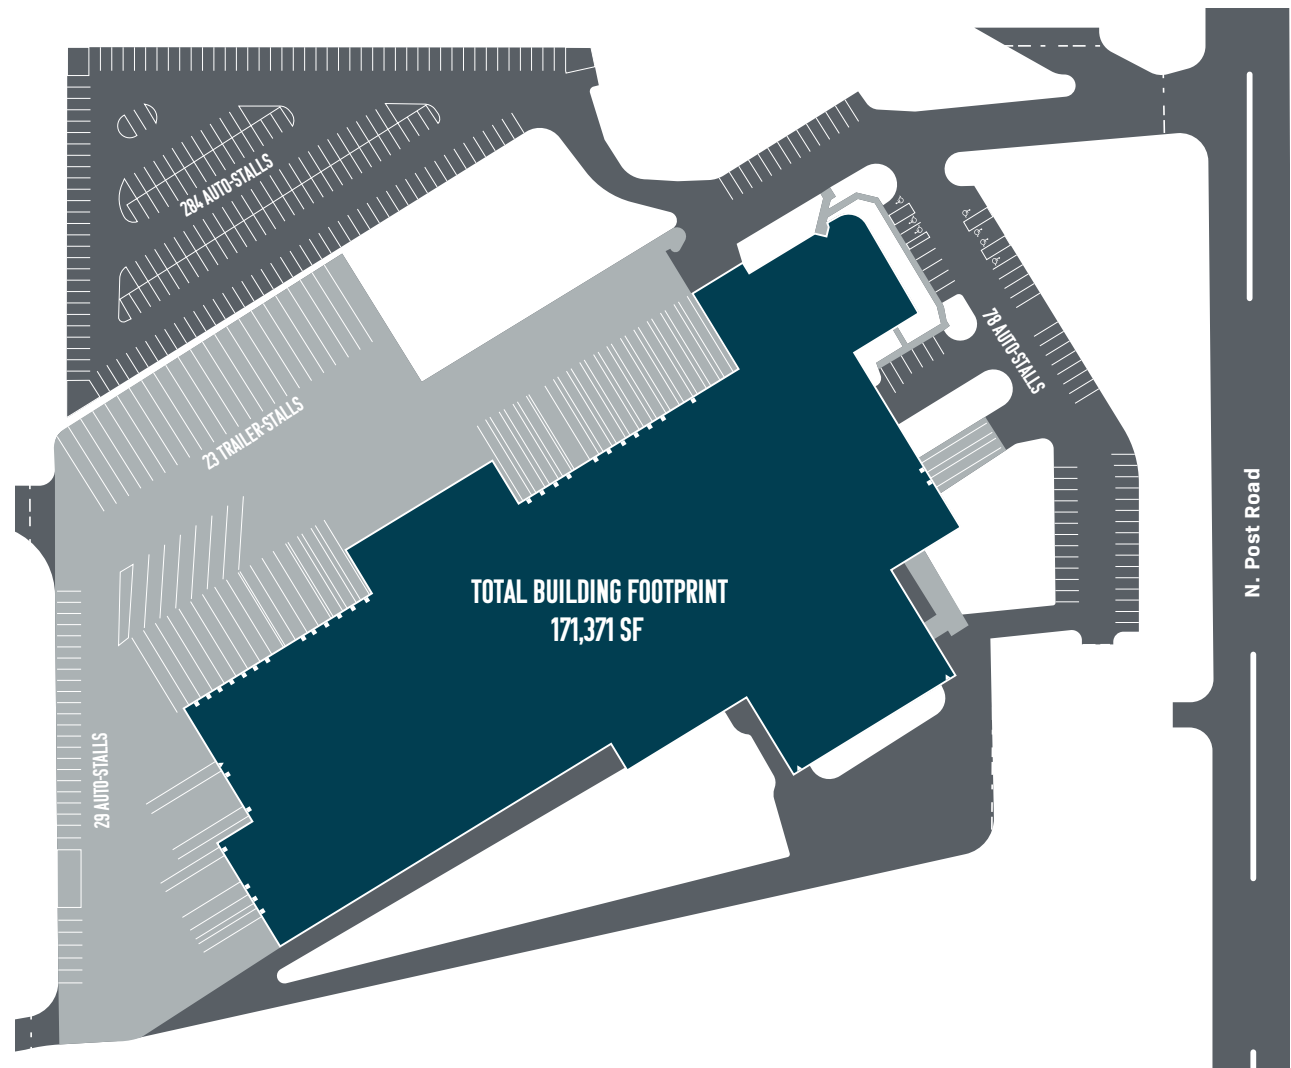 284 AUTO-STALLS
23 TRAILER-STALLS
78 AUTO-STALLS
N. Post Road
TOTAL BUILDING FOOTPRINT
171,371 SF
29 AUTO-STALLS